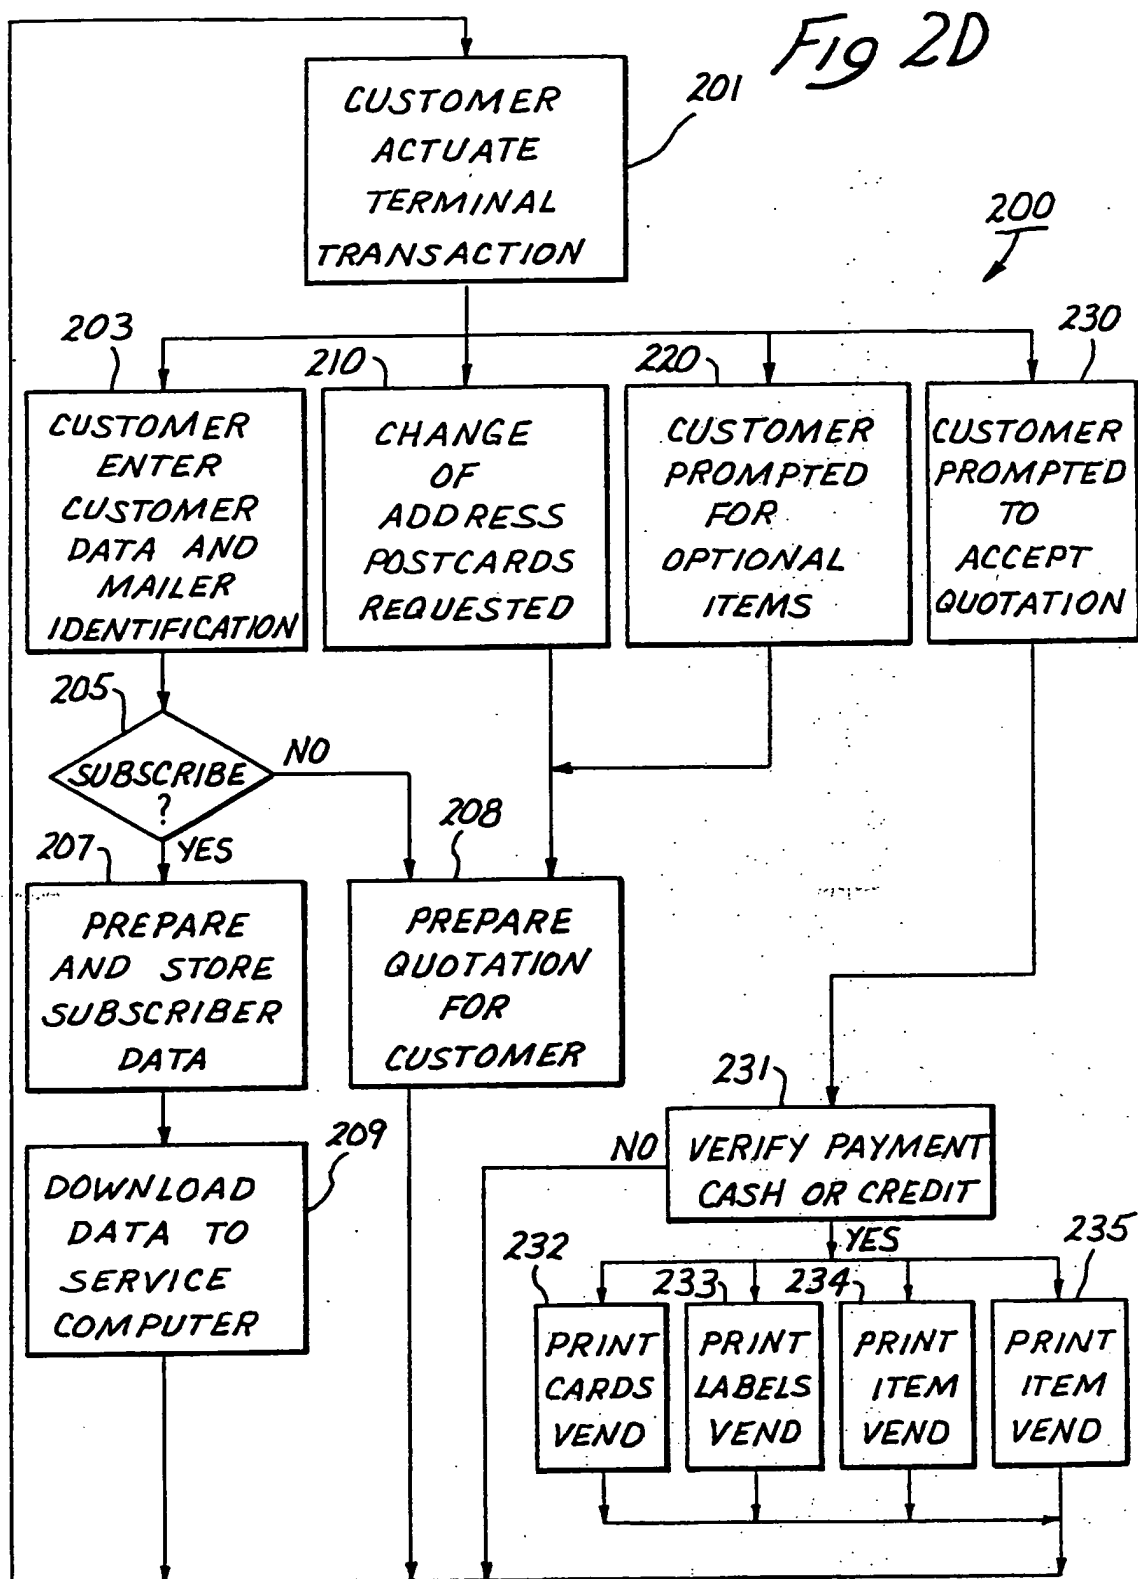 Fig 2D
CUSTOMER
ACTUATE
TERMINAL
TRANSACTION
201
200
203
CUSTOMER
ENTER
CUSTOMER
DATA AND
MAILER
IDENTIFICATION
210
CHANGE
OF
ADDRESS
POSTCARDS
REQUESTED
220
CUSTOMER
PROMPTED
FOR
OPTIONAL
ITEMS
230
CUSTOMER
PROMPTED
TO
ACCEPT
QUOTATION
205
SUBSCRIBE
?
NO
YES
207
PREPARE
AND STORE
SUBSCRIBER
DATA
208
PREPARE
QUOTATION
FOR
CUSTOMER
209
DOWNLOAD
DATA TO
SERVICE
COMPUTER
231
VERIFY PAYMENT
CASH OR CREDIT
NO
YES
232
PRINT
CARDS
VEND
233
PRINT
LABELS
VEND
234
PRINT
ITEM
VEND
235
PRINT
ITEM
VEND